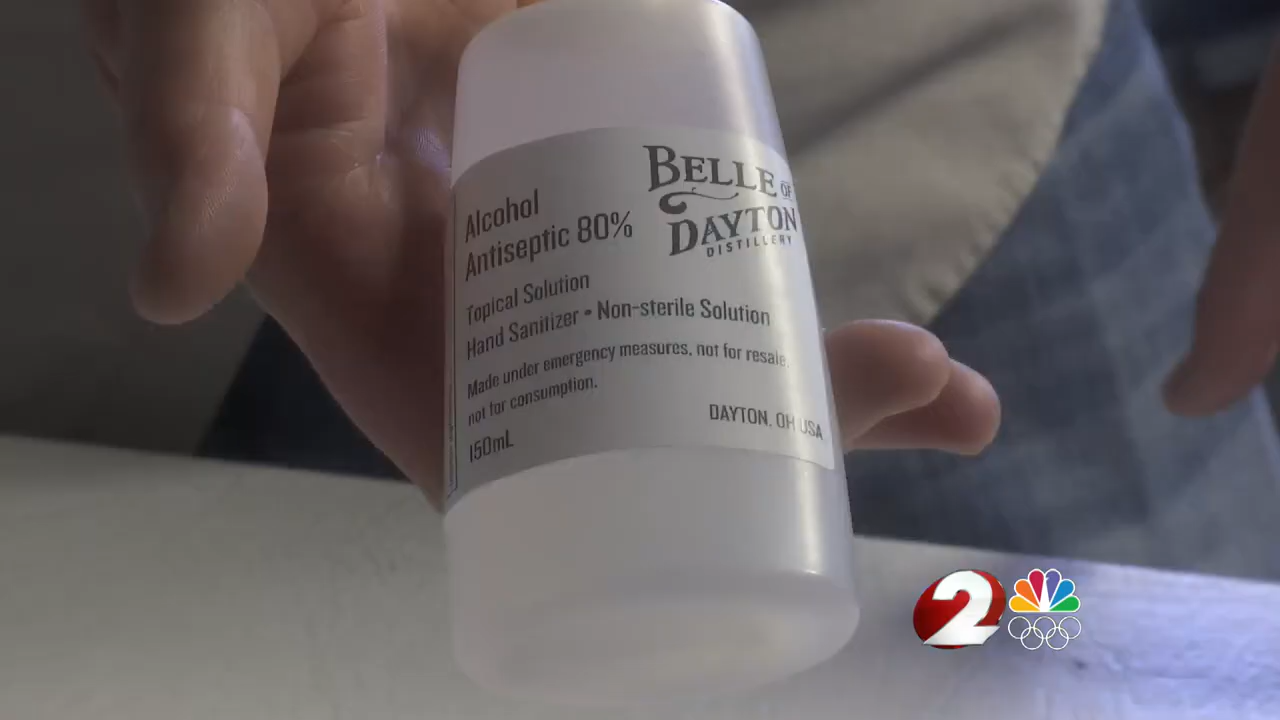 BELLE OF
DAYTON
DISTILLERY
Alcohol
Antiseptic 80%
Topical Solution
Hand Sanitizer • Non-sterile Solution
Made under emergency measures, not for resale,
not for consumption.
150mL
DAYTON, OH USA
2